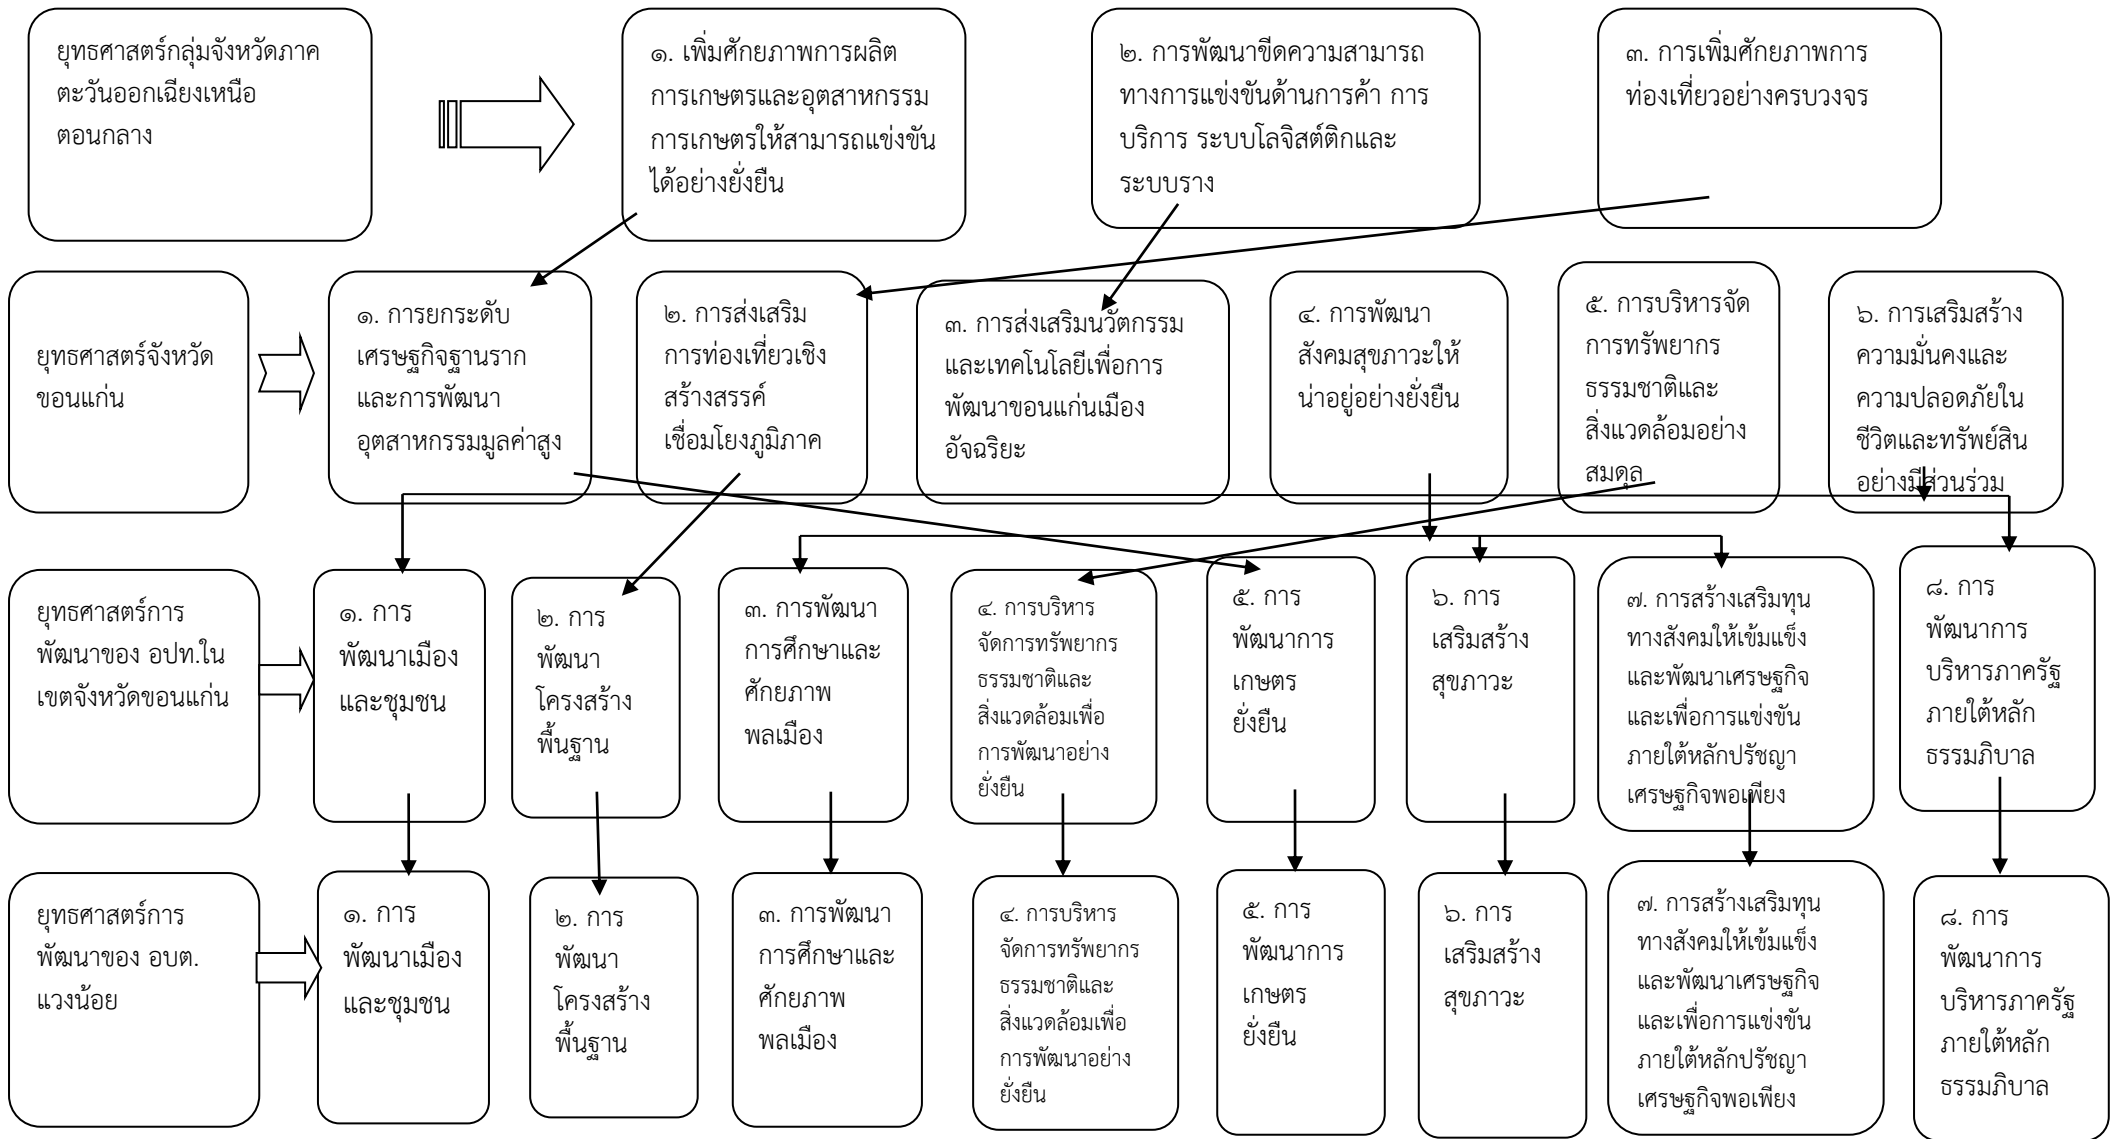 ยุทธศาสตร์กลุ่มจังหวัดภาค
ตะวันออกเฉียงเหนือ
ตอนกลาง
๑. เพิ่มศักยภาพการผลิต
การเกษตรและอุตสาหกรรม
การเกษตรให้สามารถแข่งขัน
ได้อย่างยั่งยืน
๒. การพัฒนาขีดความสามารถ
ทางการแข่งขันด้านการค้า การ
บริการ ระบบโลจิสต์ติกและ
ระบบราง
๓. การเพิ่มศักยภาพการ
ท่องเที่ยวอย่างครบวงจร
ยุทธศาสตร์จังหวัด
ขอนแก่น
๑. การยกระดับ
เศรษฐกิจฐานราก
และการพัฒนา
อุตสาหกรรมมูลค่าสูง
๒. การส่งเสริม
การท่องเที่ยวเชิง
สร้างสรรค์
เชื่อมโยงภูมิภาค
๓. การส่งเสริมนวัตกรรม
และเทคโนโลยีเพื่อการ
พัฒนาขอนแก่นเมือง
อัจฉริยะ
๔. การพัฒนา
สังคมสุขภาวะให้
น่าอยู่อย่างยั่งยืน
๕. การบริหารจัด
การทรัพยากร
ธรรมชาติและ
สิ่งแวดล้อมอย่าง
สมดุล
๖. การเสริมสร้าง
ความมั่นคงและ
ความปลอดภัยใน
ชีวิตและทรัพย์สิน
อย่างมีส่วนร่วม
ยุทธศาสตร์การ
พัฒนาของ อปท.ใน
เขตจังหวัดขอนแก่น
๑. การ
พัฒนาเมือง
และชุมชน
๒. การ
พัฒนา
โครงสร้าง
พื้นฐาน
๓. การพัฒนา
การศึกษาและ
ศักยภาพ
พลเมือง
๔. การบริหาร
จัดการทรัพยากร
ธรรมชาติและ
สิ่งแวดล้อมเพื่อ
การพัฒนาอย่าง
ยั่งยืน
๕. การ
พัฒนาการ
เกษตร
ยั่งยืน
๖. การ
เสริมสร้าง
สุขภาวะ
๗. การสร้างเสริมทุน
ทางสังคมให้เข้มแข็ง
และพัฒนาเศรษฐกิจ
และเพื่อการแข่งขัน
ภายใต้หลักปรัชญา
เศรษฐกิจพอเพียง
๘. การ
พัฒนาการ
บริหารภาครัฐ
ภายใต้หลัก
ธรรมภิบาล
ยุทธศาสตร์การ
พัฒนาของ อบต.
แวงน้อย
๑. การ
พัฒนาเมือง
และชุมชน
๒. การ
พัฒนา
โครงสร้าง
พื้นฐาน
๓. การพัฒนา
การศึกษาและ
ศักยภาพ
พลเมือง
๔. การบริหาร
จัดการทรัพยากร
ธรรมชาติและ
สิ่งแวดล้อมเพื่อ
การพัฒนาอย่าง
ยั่งยืน
๕. การ
พัฒนาการ
เกษตร
ยั่งยืน
๖. การ
เสริมสร้าง
สุขภาวะ
๗. การสร้างเสริมทุน
ทางสังคมให้เข้มแข็ง
และพัฒนาเศรษฐกิจ
และเพื่อการแข่งขัน
ภายใต้หลักปรัชญา
เศรษฐกิจพอเพียง
๘. การ
พัฒนาการ
บริหารภาครัฐ
ภายใต้หลัก
ธรรมภิบาล